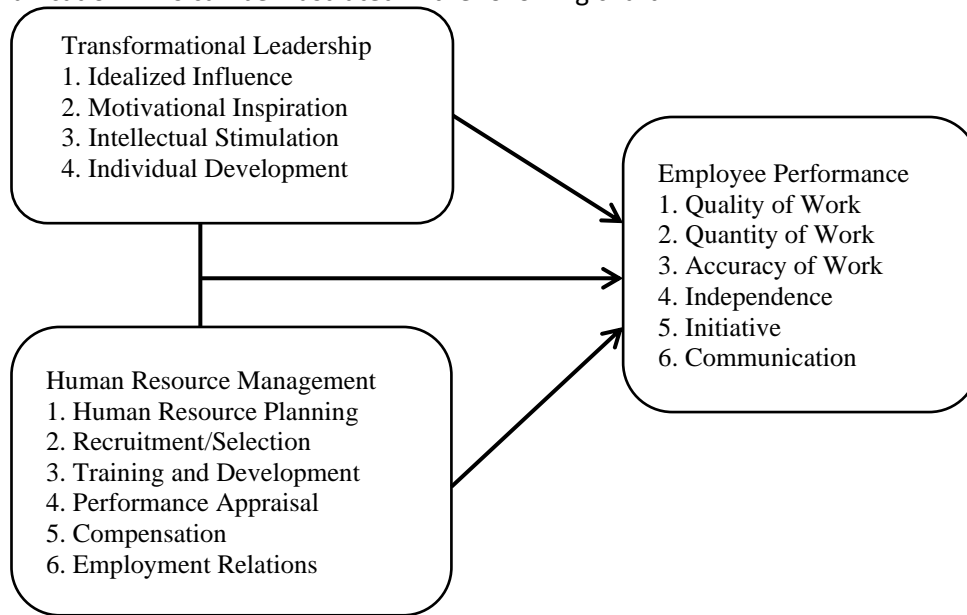 Transformational Leadership
1. Idealized Influence
2. Motivational Inspiration
3. Intellectual Stimulation
4. Individual Development
Employee Performance
1. Quality of Work
2. Quantity of Work
3. Accuracy of Work
4. Independence
5. Initiative
6. Communication
Human Resource Management
1. Human Resource Planning
2. Recruitment/Selection
3. Training and Development
4. Performance Appraisal
5. Compensation
6. Employment Relations